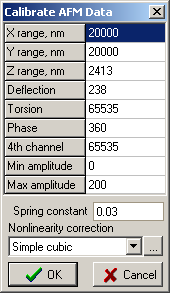 Calibrate AFM Data
X range, nm 20000
Y range, nm 20000
Z range, nm 2413
Deflection 238
Torsion 65535
Phase 360
4th channel 65535
Min amplitude 0
Max amplitude 200
Spring constant 0.03
Nonlinearity correction
Simple cubic ...
OK Cancel